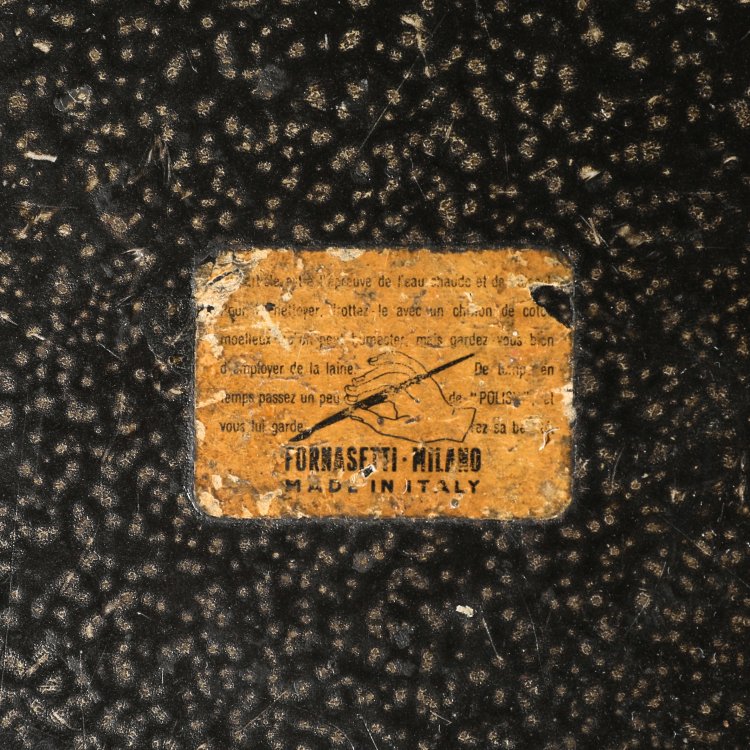 à l'épreuve de l'eau chaude et de
nettoyer, frottez-le avec un chiffon de coton
moelleux un peu mais gardez-vous bien
d'employer de la laine. De temps en
temps passez un peu de "POLISH", et
vous lui garde rez sa
FORNASETTI · MILANO
MADE IN ITALY